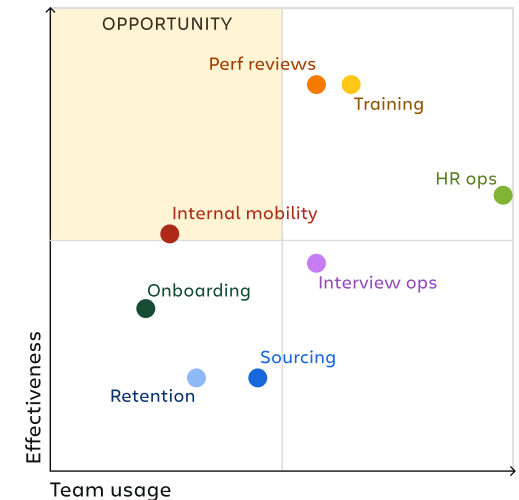 OPPORTUNITY
Perf reviews
Training
HR ops
Internal mobility
Interview ops
Onboarding
Sourcing
Retention
Effectiveness
Team usage